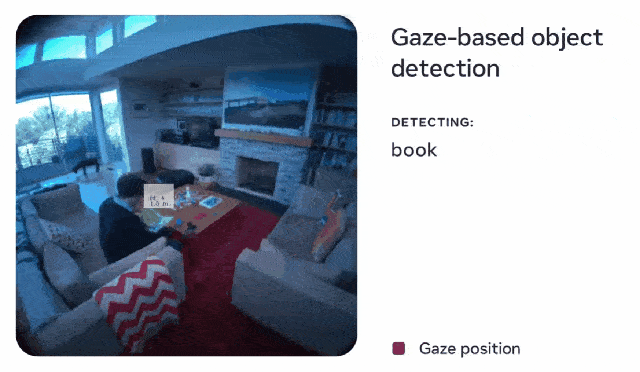 Gaze-based object
detection
DETECTING:
book
Gaze position